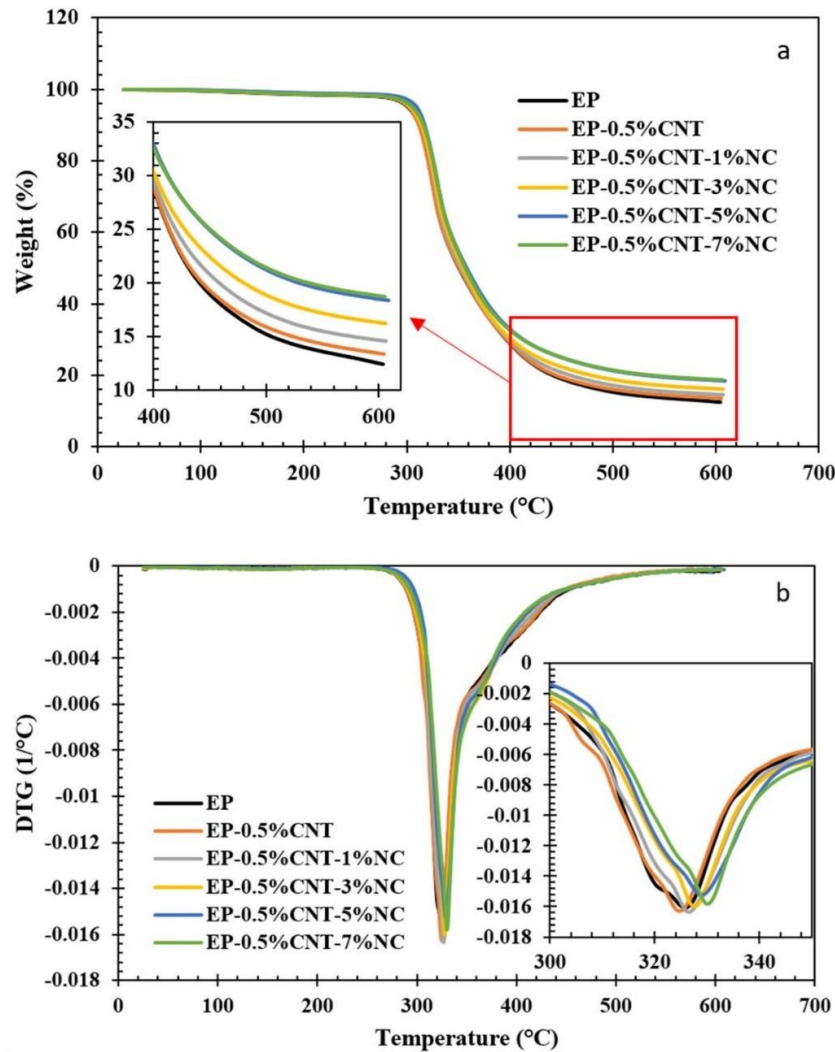 a
120
100
80
60
40
20
0
Weight (%)
0 100 200 300 400 500 600 700
Temperature (°C)
EP
EP-0.5%CNT
EP-0.5%CNT-1%NC
EP-0.5%CNT-3%NC
EP-0.5%CNT-5%NC
EP-0.5%CNT-7%NC
35
30
25
20
15
10
400 500 600
b
0
-0.002
-0.004
-0.006
-0.008
-0.01
-0.012
-0.014
-0.016
-0.018
DTG (1/°C)
0 100 200 300 400 500 600 700
Temperature (°C)
EP
EP-0.5%CNT
EP-0.5%CNT-1%NC
EP-0.5%CNT-3%NC
EP-0.5%CNT-5%NC
EP-0.5%CNT-7%NC
0
-0.002
-0.004
-0.006
-0.008
-0.01
-0.012
-0.014
-0.016
-0.018
300 320 340